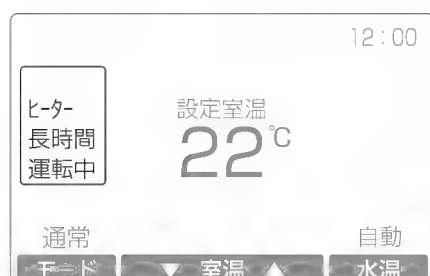 12:00
ﾋｰﾀｰ
長時間
運転中
設定室温
22℃
通常
自動
モード
▼ 室温 ▲
水温